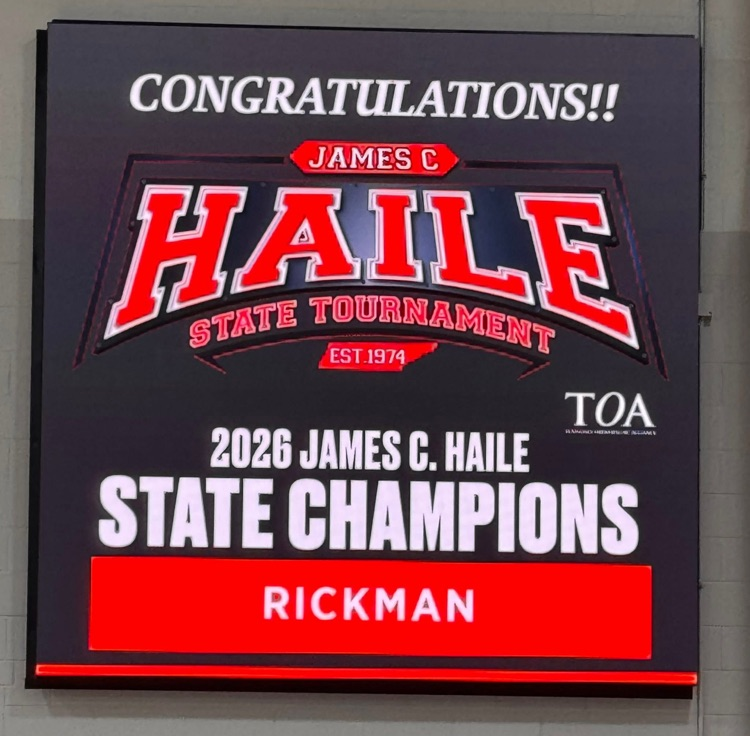 CONGRATULATIONS!!
JAMES C
HAILE
STATE TOURNAMENT
EST.1974
TOA
2026 JAMES C. HAILE
STATE CHAMPIONS
RICKMAN